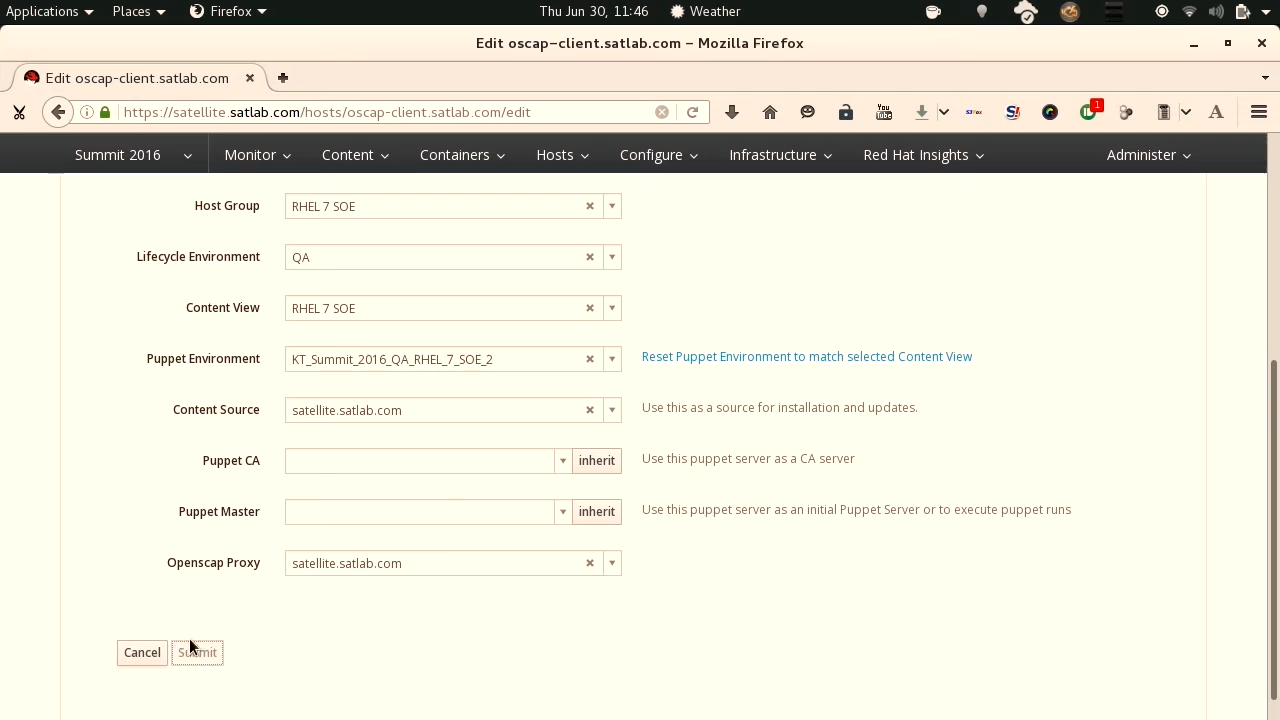 Applications Places Firefox Thu Jun 30, 11:46 Weather
Edit oscap-client.satlab.com – Mozilla Firefox
Edit oscap-client.satlab.com
https://satellite.satlab.com/hosts/oscap-client.satlab.com/edit You Tube S3Fox S! 1 A
Summit 2016 Monitor Content Containers Hosts Configure Infrastructure Red Hat Insights Administer
Host Group RHEL 7 SOE
Lifecycle Environment QA
Content View RHEL 7 SOE
Puppet Environment KT_Summit_2016_QA_RHEL_7_SOE_2 Reset Puppet Environment to match selected Content View
Content Source satellite.satlab.com Use this as a source for installation and updates.
Puppet CA inherit Use this puppet server as a CA server
Puppet Master inherit Use this puppet server as an initial Puppet Server or to execute puppet runs
Openscap Proxy satellite.satlab.com
Cancel Submit